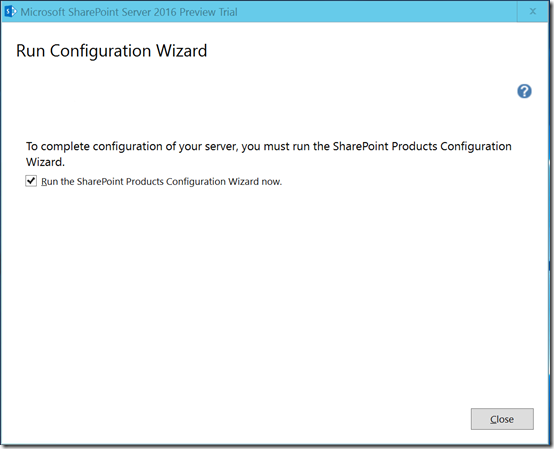 Microsoft SharePoint Server 2016 Preview Trial
x
Run Configuration Wizard
?
To complete configuration of your server, you must run the SharePoint Products Configuration
Wizard.
Run the SharePoint Products Configuration Wizard now.
Close